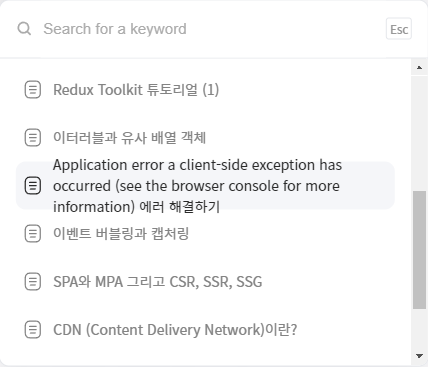 Search for a keyword
Esc
Redux Toolkit 튜토리얼 (1)
이터러블과 유사 배열 객체
Application error a client-side exception has
occurred (see the browser console for more
information) 에러 해결하기
이벤트 버블링과 캡처링
SPA와 MPA 그리고 CSR, SSR, SSG
CDN (Content Delivery Network)이란?